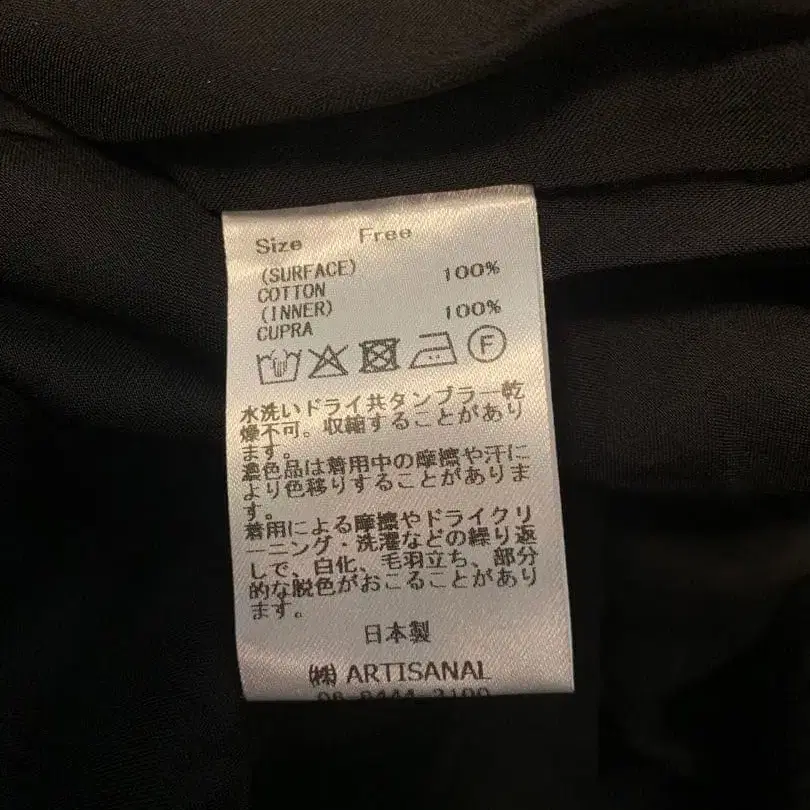 Size Free
(SURFACE)
COTTON 100%
(INNER)
CUPRA 100%
F
水洗いドライ共タンブラー乾
燥不可。収縮することがあり
ます。
濃色品は着用中の摩擦や汗に
より色移りすることがありま
す。
着用による摩擦やドライクリ
ーニング・洗濯などの繰り返
しで、白化、毛羽立ち、部分
的な脱色がおこることがあり
ます。
日本製
㈱ ARTISANAL